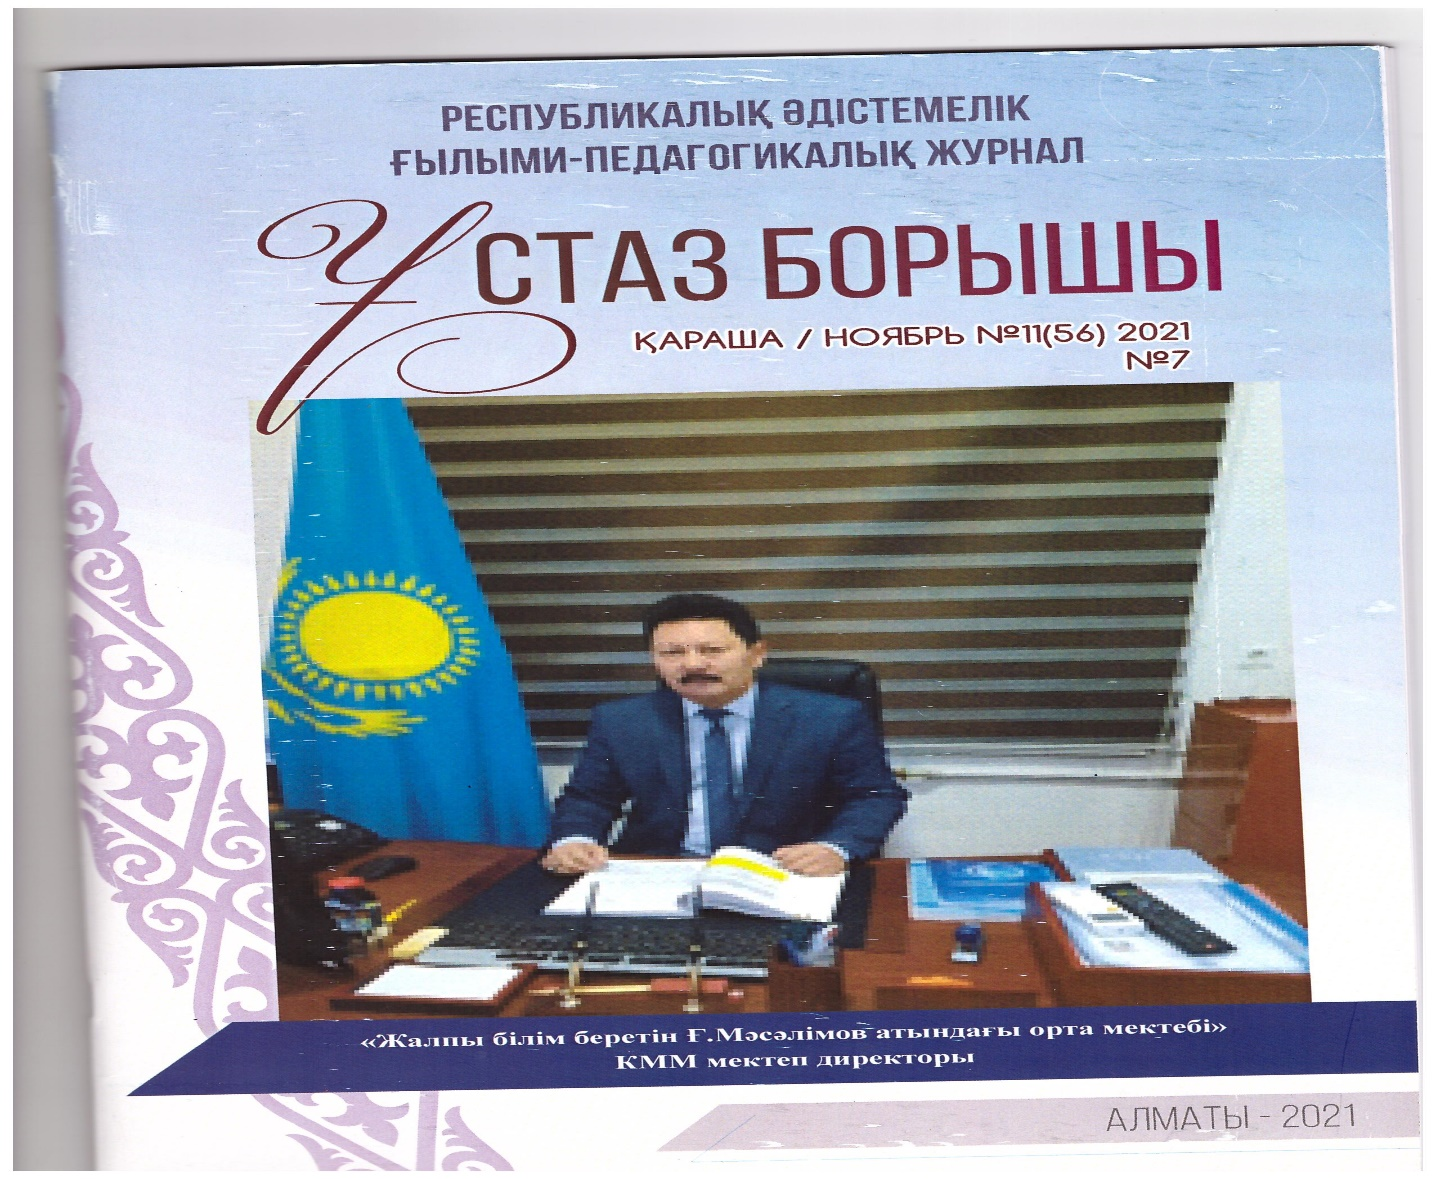 РЕСПУБЛИКАЛЫҚ ӘДІСТЕМЕЛІК
ҒЫЛЫМИ-ПЕДАГОГИКАЛЫҚ ЖУРНАЛ
ҰСТАЗ БОРЫШЫ
ҚАРАША / НОЯБРЬ №11(56) 2021
№7
«Жалпы білім беретін Ғ.Мәсәлімов атындағы орта мектебі»
КММ мектеп директоры
АЛМАТЫ - 2021